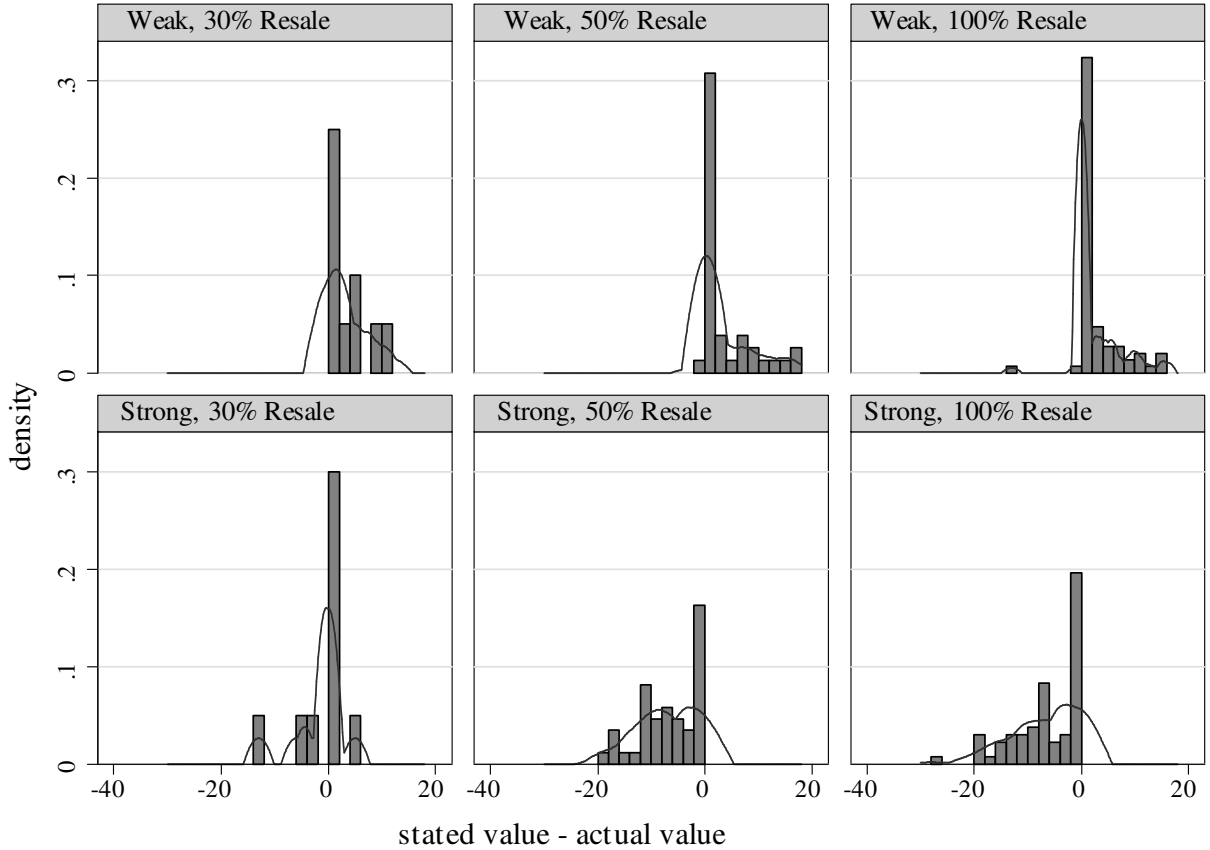 Weak, 30% Resale
Weak, 50% Resale
Weak, 100% Resale
.3
.2
.1
0
Strong, 30% Resale
Strong, 50% Resale
Strong, 100% Resale
.3
.2
.1
0
density
-40
-20
0
20
-40
-20
0
20
-40
-20
0
20
stated value - actual value